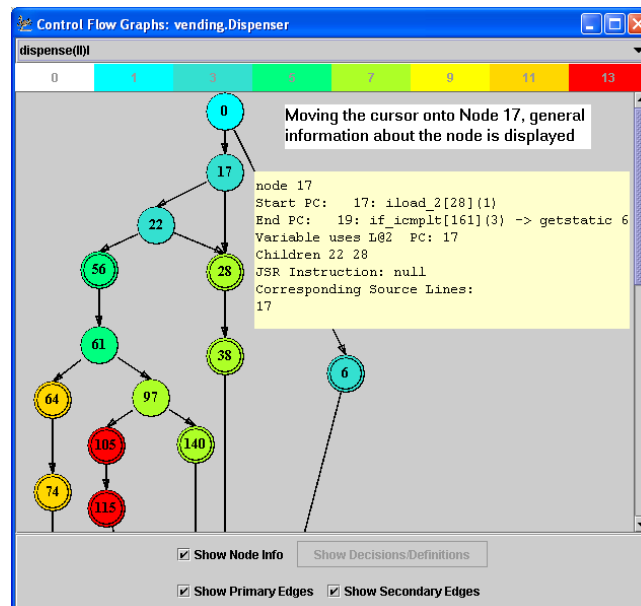 Control Flow Graphs: vending.Dispenser
dispense(II)I
0 1 3 5 7 9 11 13
0
Moving the cursor onto Node 17, general
information about the node is displayed
17
node 17
Start PC: 17: iload_2[28](1)
End PC: 19: if_icmplt[161](3) -> getstatic 6
Variable uses L@2 PC: 17
Children 22 28
JSR Instruction: null
Corresponding Source Lines:
17
22
56
28
61
38
6
64
97
105
140
74
115
Show Node Info
Show Decisions/Definitions
Show Primary Edges
Show Secondary Edges